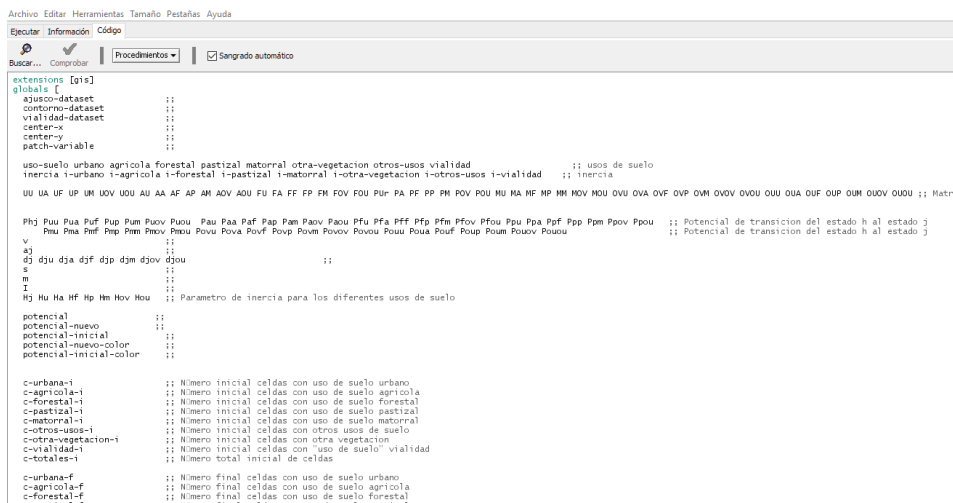 Archivo Editar Herramientas Tamaño Pestañas Ayuda
Ejecutar Información Código
Buscar... Comprobar Procedimientos Sangrado automático
extensions [gis]
globals [
ajusco-dataset ;;
contorno-dataset ;;
vialidad-dataset ;;
center-x ;;
center-y ;;
patch-variable ;;
uso-suelo urbano agricola forestal pastizal matorral otra-vegetacion otros-usos vialidad ;; usos de suelo
inercia i-urbano i-agricola i-forestal i-pastizal i-matorral i-otra-vegetacion i-otros-usos i-vialidad ;; inercia
UU UA UF UP UM UOV UOU AU AA AF AP AM AOV AOU FU FA FF FP FM FOV FOU PUr PA PF PP PM POV POU MU MA MF MP MM MOV MOU OVU OVA OVF OVP OVM OVOV OVOU OUU OUA OUF OUP OUM OUOV OUOU ;; Matr
Phj Puu Pua Puf Pup Pum Puov Puou Pau Paa Paf Pap Pam Paov Paou Pfu Pfa Pff Pfp Pfm Pfov Pfou Ppu Ppa Ppf Ppp Ppm Ppov Ppou ;; Potencial de transicion del estado h al estado j
Pmu Pma Pmf Pmp Pmm Pmov Pmou Povu Pova Povf Povp Povm Povov Povou Pouu Poua Pouf Poup Poum Pouov Pouou ;; Potencial de transicion del estado h al estado j
v ;;
aj ;;
dj dju dja djf djp djm djov djou ;;
s ;;
m ;;
I ;;
Hj Hu Ha Hf Hp Hm Hov Hou ;; Parametro de inercia para los diferentes usos de suelo
potencial ;;
potencial-nuevo ;;
potencial-inicial ;;
potencial-nuevo-color ;;
potencial-inicial-color ;;
c-urbana-i ;; N□mero inicial celdas con uso de suelo urbano
c-agricola-i ;; N□mero inicial celdas con uso de suelo agricola
c-forestal-i ;; N□mero inicial celdas con uso de suelo forestal
c-pastizal-i ;; N□mero inicial celdas con uso de suelo pastizal
c-matorral-i ;; N□mero inicial celdas con uso de suelo matorral
c-otros-usos-i ;; N□mero inicial celdas con otros usos de suelo
c-otra-vegetacion-i ;; N□mero inicial celdas con otra vegetacion
c-vialidad-i ;; N□mero inicial celdas con "uso de suelo" vialidad
c-totales-i ;; N□mero total inicial de celdas
c-urbana-f ;; N□mero final celdas con uso de suelo urbano
c-agricola-f ;; N□mero final celdas con uso de suelo agricola
c-forestal-f ;; N□mero final celdas con uso de suelo forestal